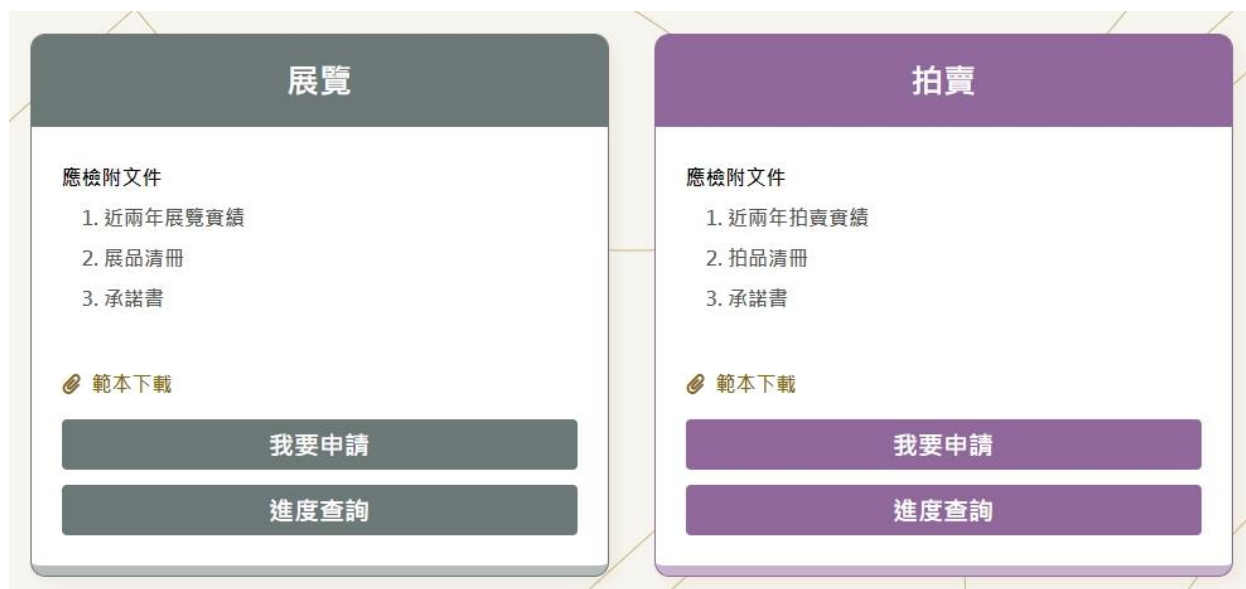 展覽
應檢附文件
1. 近兩年展覽實績
2. 展品清冊
3. 承諾書
範本下載
我要申請
進度查詢
拍賣
應檢附文件
1. 近兩年拍賣實績
2. 拍品清冊
3. 承諾書
範本下載
我要申請
進度查詢